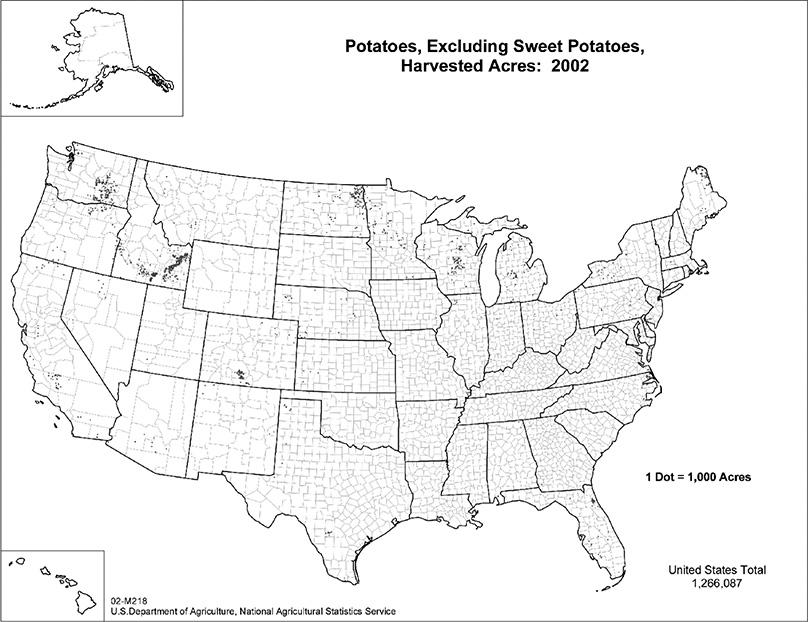 Potatoes, Excluding Sweet Potatoes,
Harvested Acres: 2002
1 Dot = 1,000 Acres
United States Total
1,266,087
02-M218
U.S.Department of Agriculture, National Agricultural Statistics Service